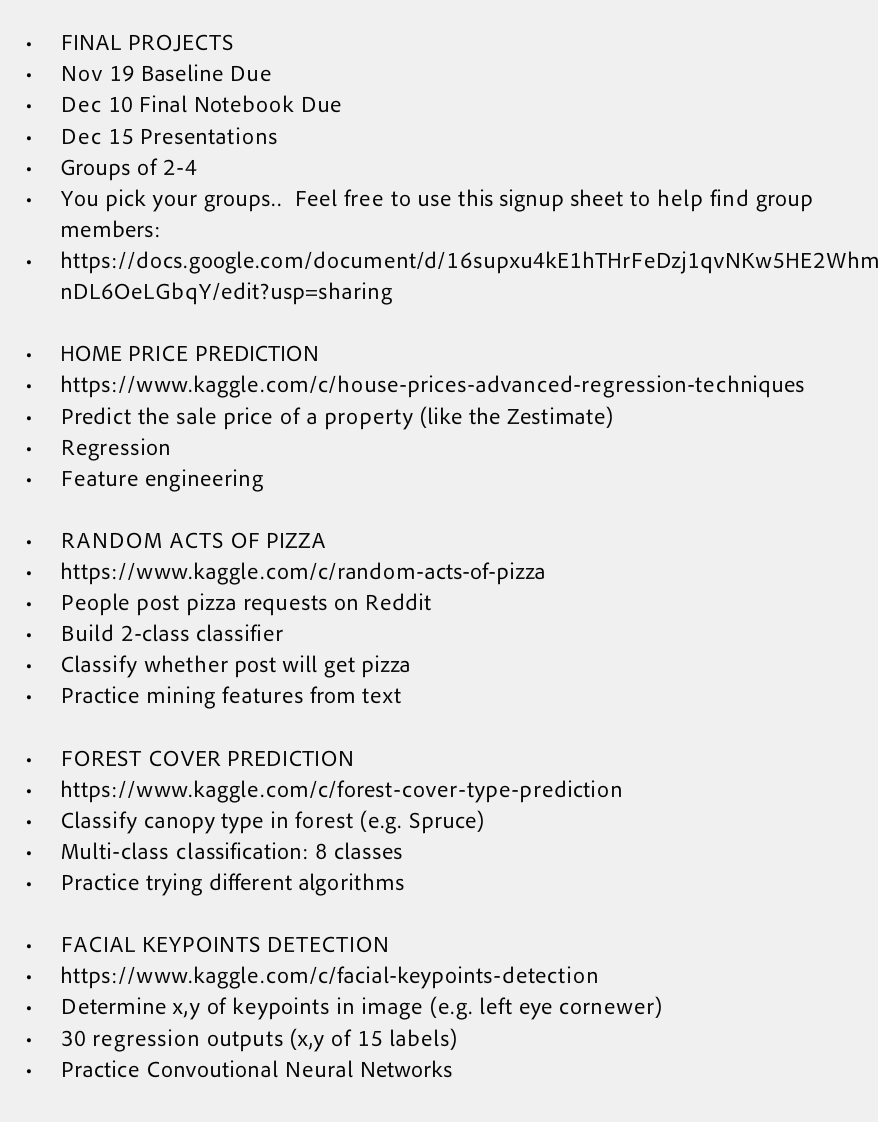 • FINAL PROJECTS
• Nov 19 Baseline Due
• Dec 10 Final Notebook Due
• Dec 15 Presentations
• Groups of 2-4
• You pick your groups..  Feel free to use this signup sheet to help find group
members:
• https://docs.google.com/document/d/16supxu4kE1hTHrFeDzj1qvNKw5HE2Whm
nDL6OeLGbqY/edit?usp=sharing
• HOME PRICE PREDICTION
• https://www.kaggle.com/c/house-prices-advanced-regression-techniques
• Predict the sale price of a property (like the Zestimate)
• Regression
• Feature engineering
• RANDOM ACTS OF PIZZA
• https://www.kaggle.com/c/random-acts-of-pizza
• People post pizza requests on Reddit
• Build 2-class classifier
• Classify whether post will get pizza
• Practice mining features from text
• FOREST COVER PREDICTION
• https://www.kaggle.com/c/forest-cover-type-prediction
• Classify canopy type in forest (e.g. Spruce)
• Multi-class classification: 8 classes
• Practice trying different algorithms
• FACIAL KEYPOINTS DETECTION
• https://www.kaggle.com/c/facial-keypoints-detection
• Determine x,y of keypoints in image (e.g. left eye cornewer)
• 30 regression outputs (x,y of 15 labels)
• Practice Convoutional Neural Networks